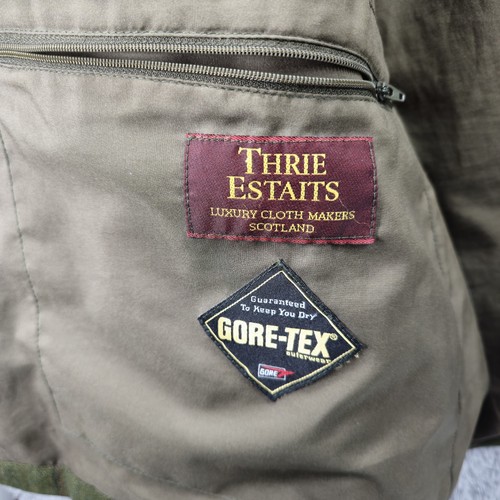 THRIE
ESTAITS
LUXURY CLOTH MAKERS
SCOTLAND
Guaranteed
To Keep You Dry
GORE-TEX®
outerwear
GORE